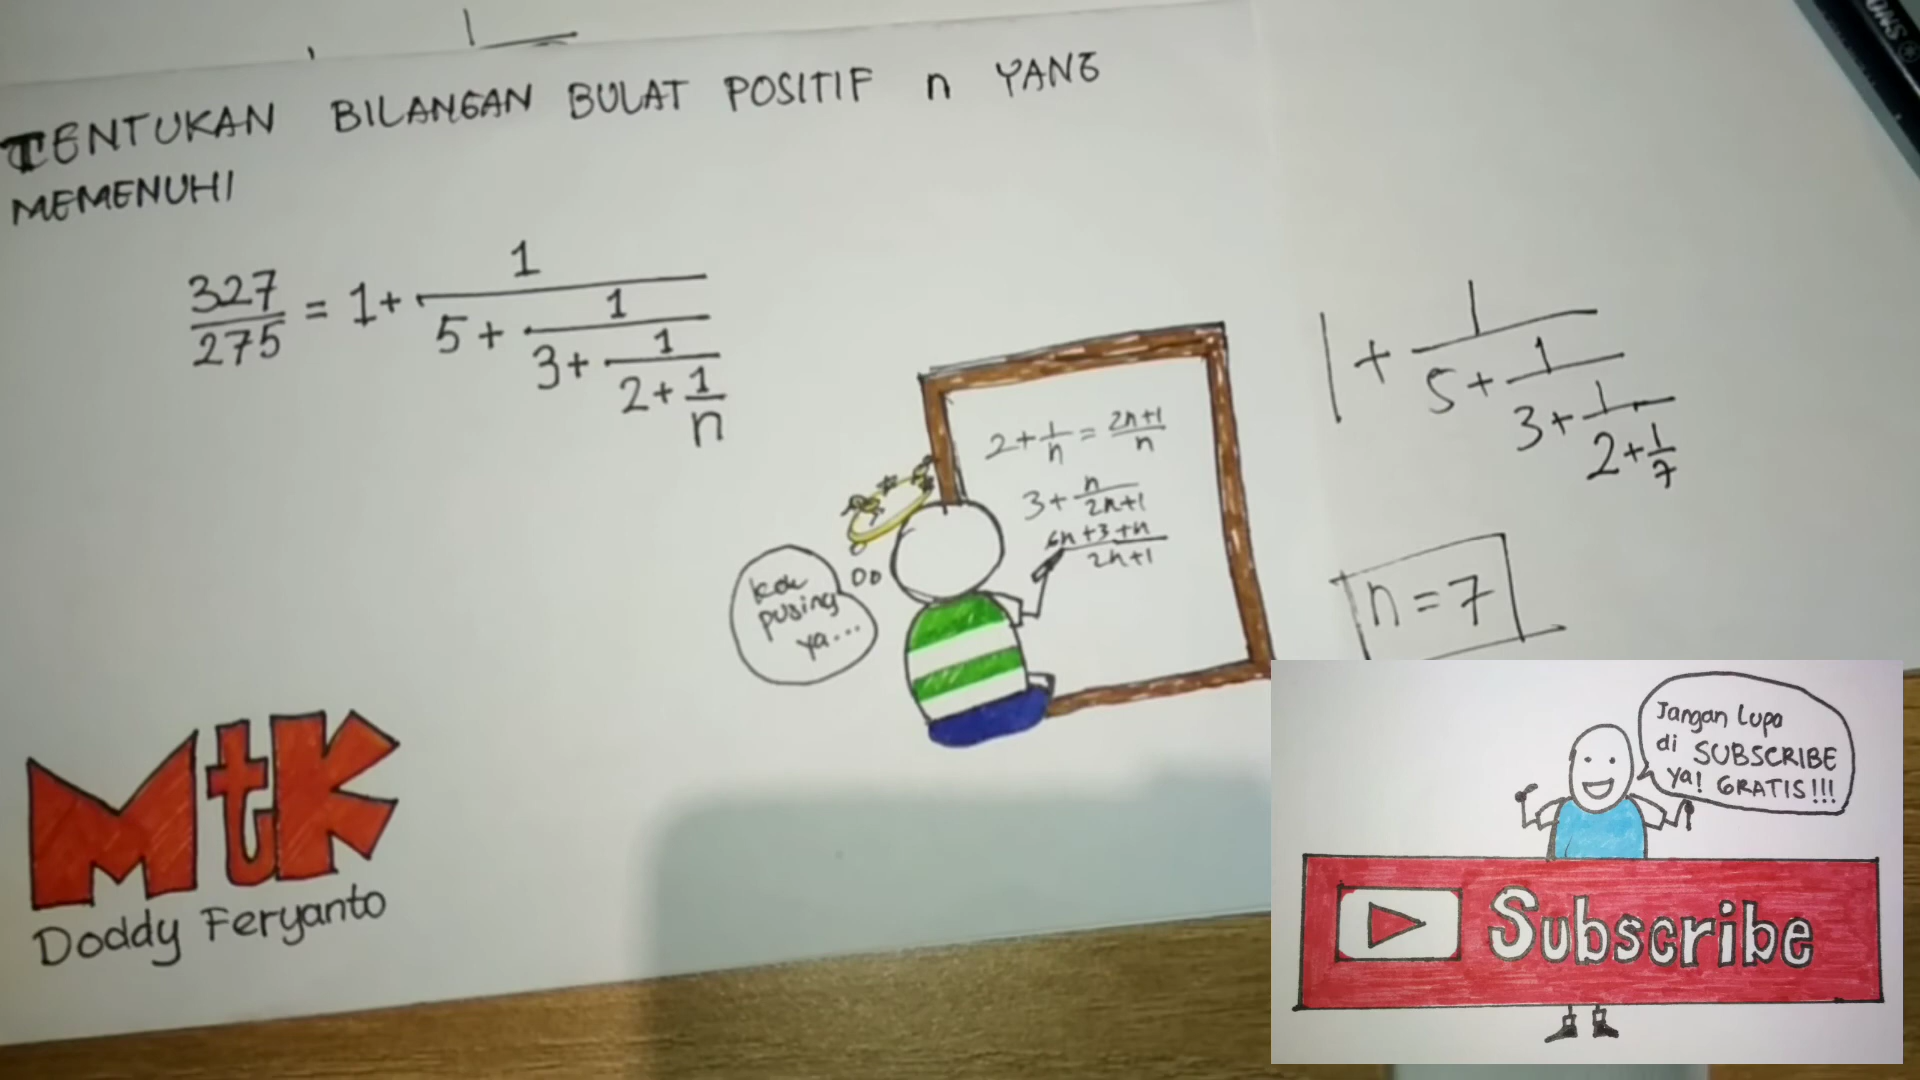 TENTUKAN BILANGAN BULAT POSITIF n YANG
MEMENUHI
327/275 = 1 + 1/(5 + 1/(3 + 1/(2 + 1/n)))
2 + 1/n = 2n+1/n
3 + n/2n+1
6n+3+n/2n+1
kok
pusing
ya...
1 + 1/(5 + 1/(3 + 1/(2 + 1/7)))
n = 7
MtK
Doddy Feryanto
Jangan Lupa
di SUBSCRIBE
ya! GRATIS!!!
Subscribe